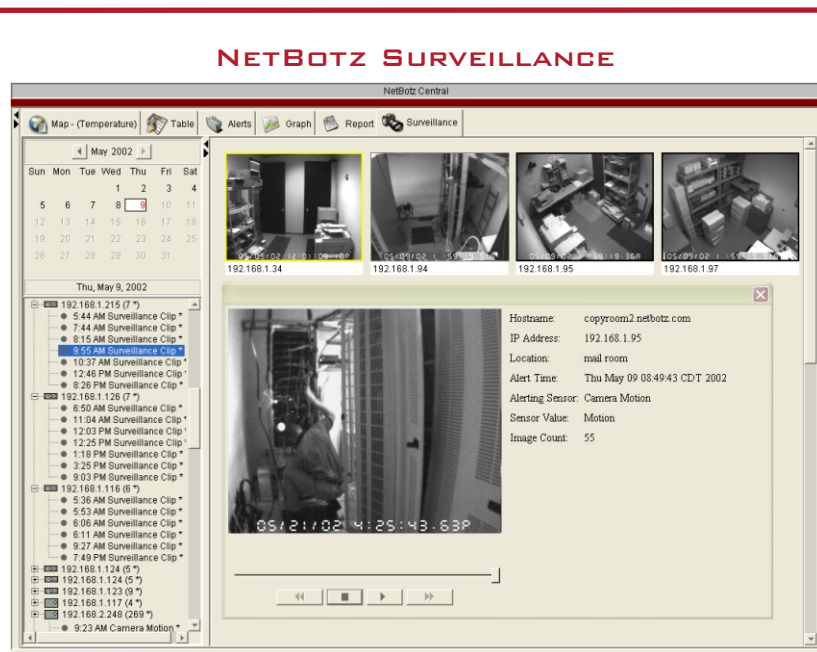 NetBotz Surveillance
NetBotz Central
Map - (Temperature) Table Alerts Graph Report Surveillance
May 2002
Sun Mon Tue Wed Thu Fri Sat
1 2 3 4
5 6 7 8 9 10 11
12 13 14 15 16 17 18
19 20 21 22 23 24 25
26 27 28 29 30 31
Thu, May 9, 2002
192.168.1.215 (7 *)
5:44 AM Surveillance Clip *
7:44 AM Surveillance Clip *
8:15 AM Surveillance Clip *
9:55 AM Surveillance Clip *
10:37 AM Surveillance Clip *
12:46 PM Surveillance Clip *
8:26 PM Surveillance Clip *
192.168.1.126 (7 *)
6:50 AM Surveillance Clip *
11:04 AM Surveillance Clip *
12:03 PM Surveillance Clip *
12:25 PM Surveillance Clip *
1:18 PM Surveillance Clip *
3:25 PM Surveillance Clip *
9:03 PM Surveillance Clip *
192.168.1.116 (6 *)
5:36 AM Surveillance Clip *
5:53 AM Surveillance Clip *
6:06 AM Surveillance Clip *
6:11 AM Surveillance Clip *
9:27 AM Surveillance Clip *
7:49 PM Surveillance Clip *
192.168.1.124 (5 *)
192.168.1.124 (5 *)
192.168.1.123 (9 *)
192.168.1.117 (4 *)
192.168.2.248 (269 *)
9:23 AM Camera Motion *
192.168.1.34 192.168.1.94 192.168.1.95 192.168.1.97
Hostname: copyroom2.netbotz.com
IP Address: 192.168.1.95
Location: mail room
Alert Time: Thu May 09 08:49:43 CDT 2002
Alerting Sensor: Camera Motion
Sensor Value: Motion
Image Count: 55
05/21/02 4:25:43.63P